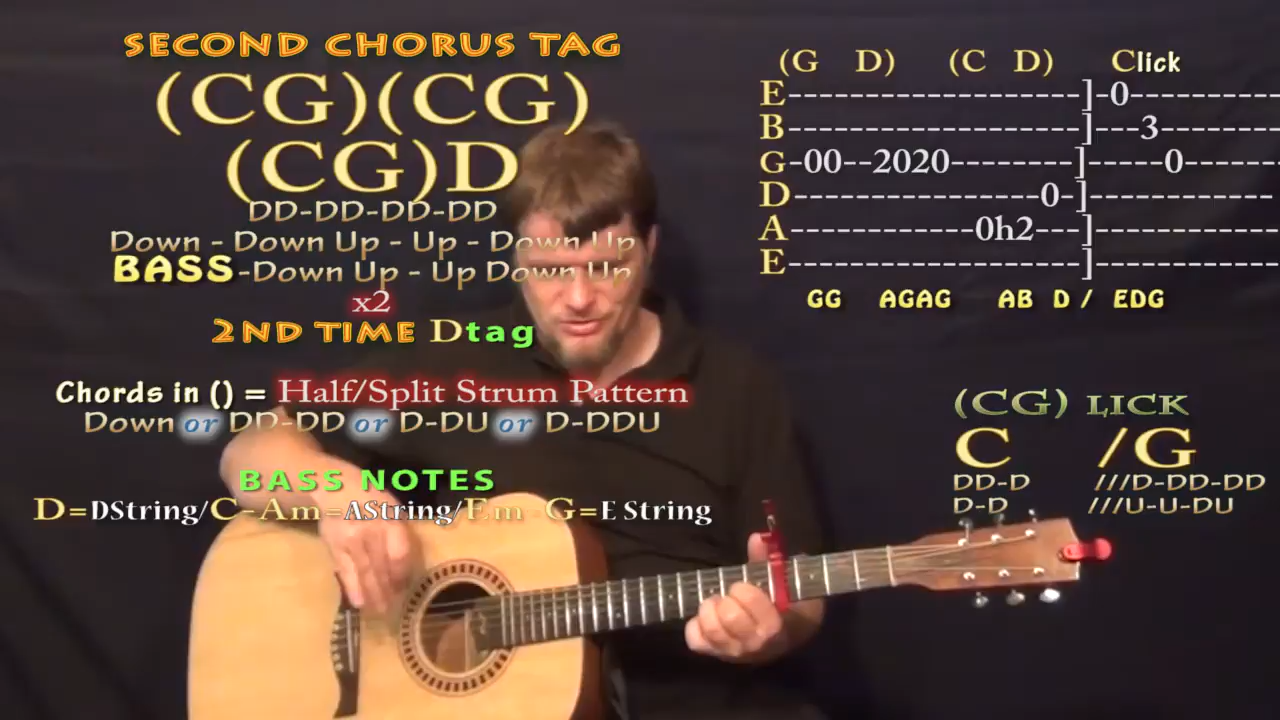 SECOND CHORUS TAG
(CG)(CG)
(CG)D
DD-DD-DD-DD
Down - Down Up - Up - Down Up
BASS-Down Up - Up Down Up
x2
2ND TIME Dtag
Chords in () = Half/Split Strum Pattern
Down or DD-DD or D-DU or D-DDU
BASS NOTES
D=DString/C-Am=AString/Em-G=E String
(G D) (C D) Click
E--------------------]-0------------
B--------------------]---3----------
G-00--2020-----------]-----0--------
D------------------0-]--------------
A-------------0h2----]--------------
E--------------------]--------------
GG AGAG AB D / EDG
(CG) LICK
C /G
DD-D ///D-DD-DD
D-D ///U-U-DU